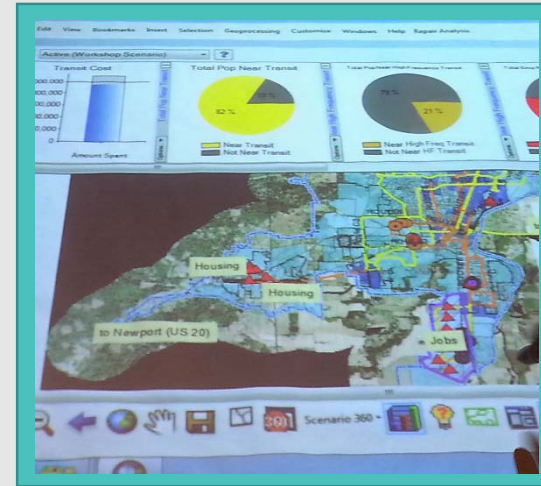 Edit View Bookmarks Insert Selection Geoprocessing Customize Windows Help Repair Analysis
Active (Workshop Scenario) ?
Transit Cost
Amount Spent
Total Pop Near Transit
82 %
Near Transit
Not Near Transit
79 %
21 %
Near High Freq Transit
Not Near HF Transit
Housing
Housing
to Newport (US 20)
Jobs
Scenario 360